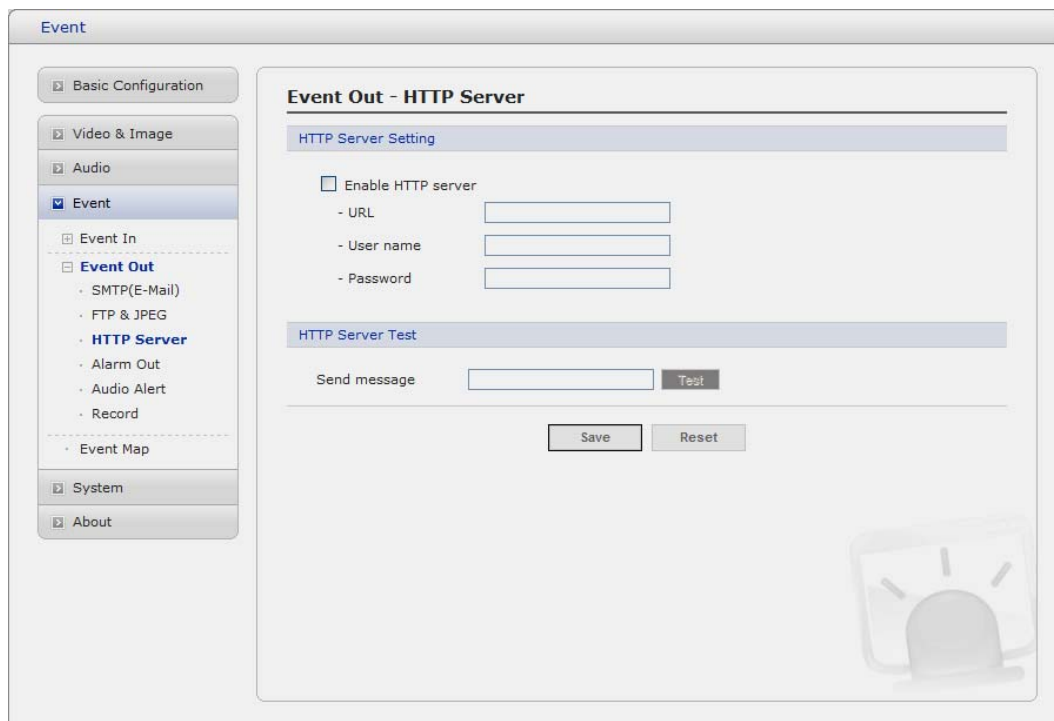 Event
Basic Configuration
Video & Image
Audio
Event
Event In
Event Out
· SMTP(E-Mail)
· FTP & JPEG
· HTTP Server
· Alarm Out
· Audio Alert
· Record
· Event Map
System
About
Event Out - HTTP Server
HTTP Server Setting
Enable HTTP server
- URL
- User name
- Password
HTTP Server Test
Send message Test
Save Reset